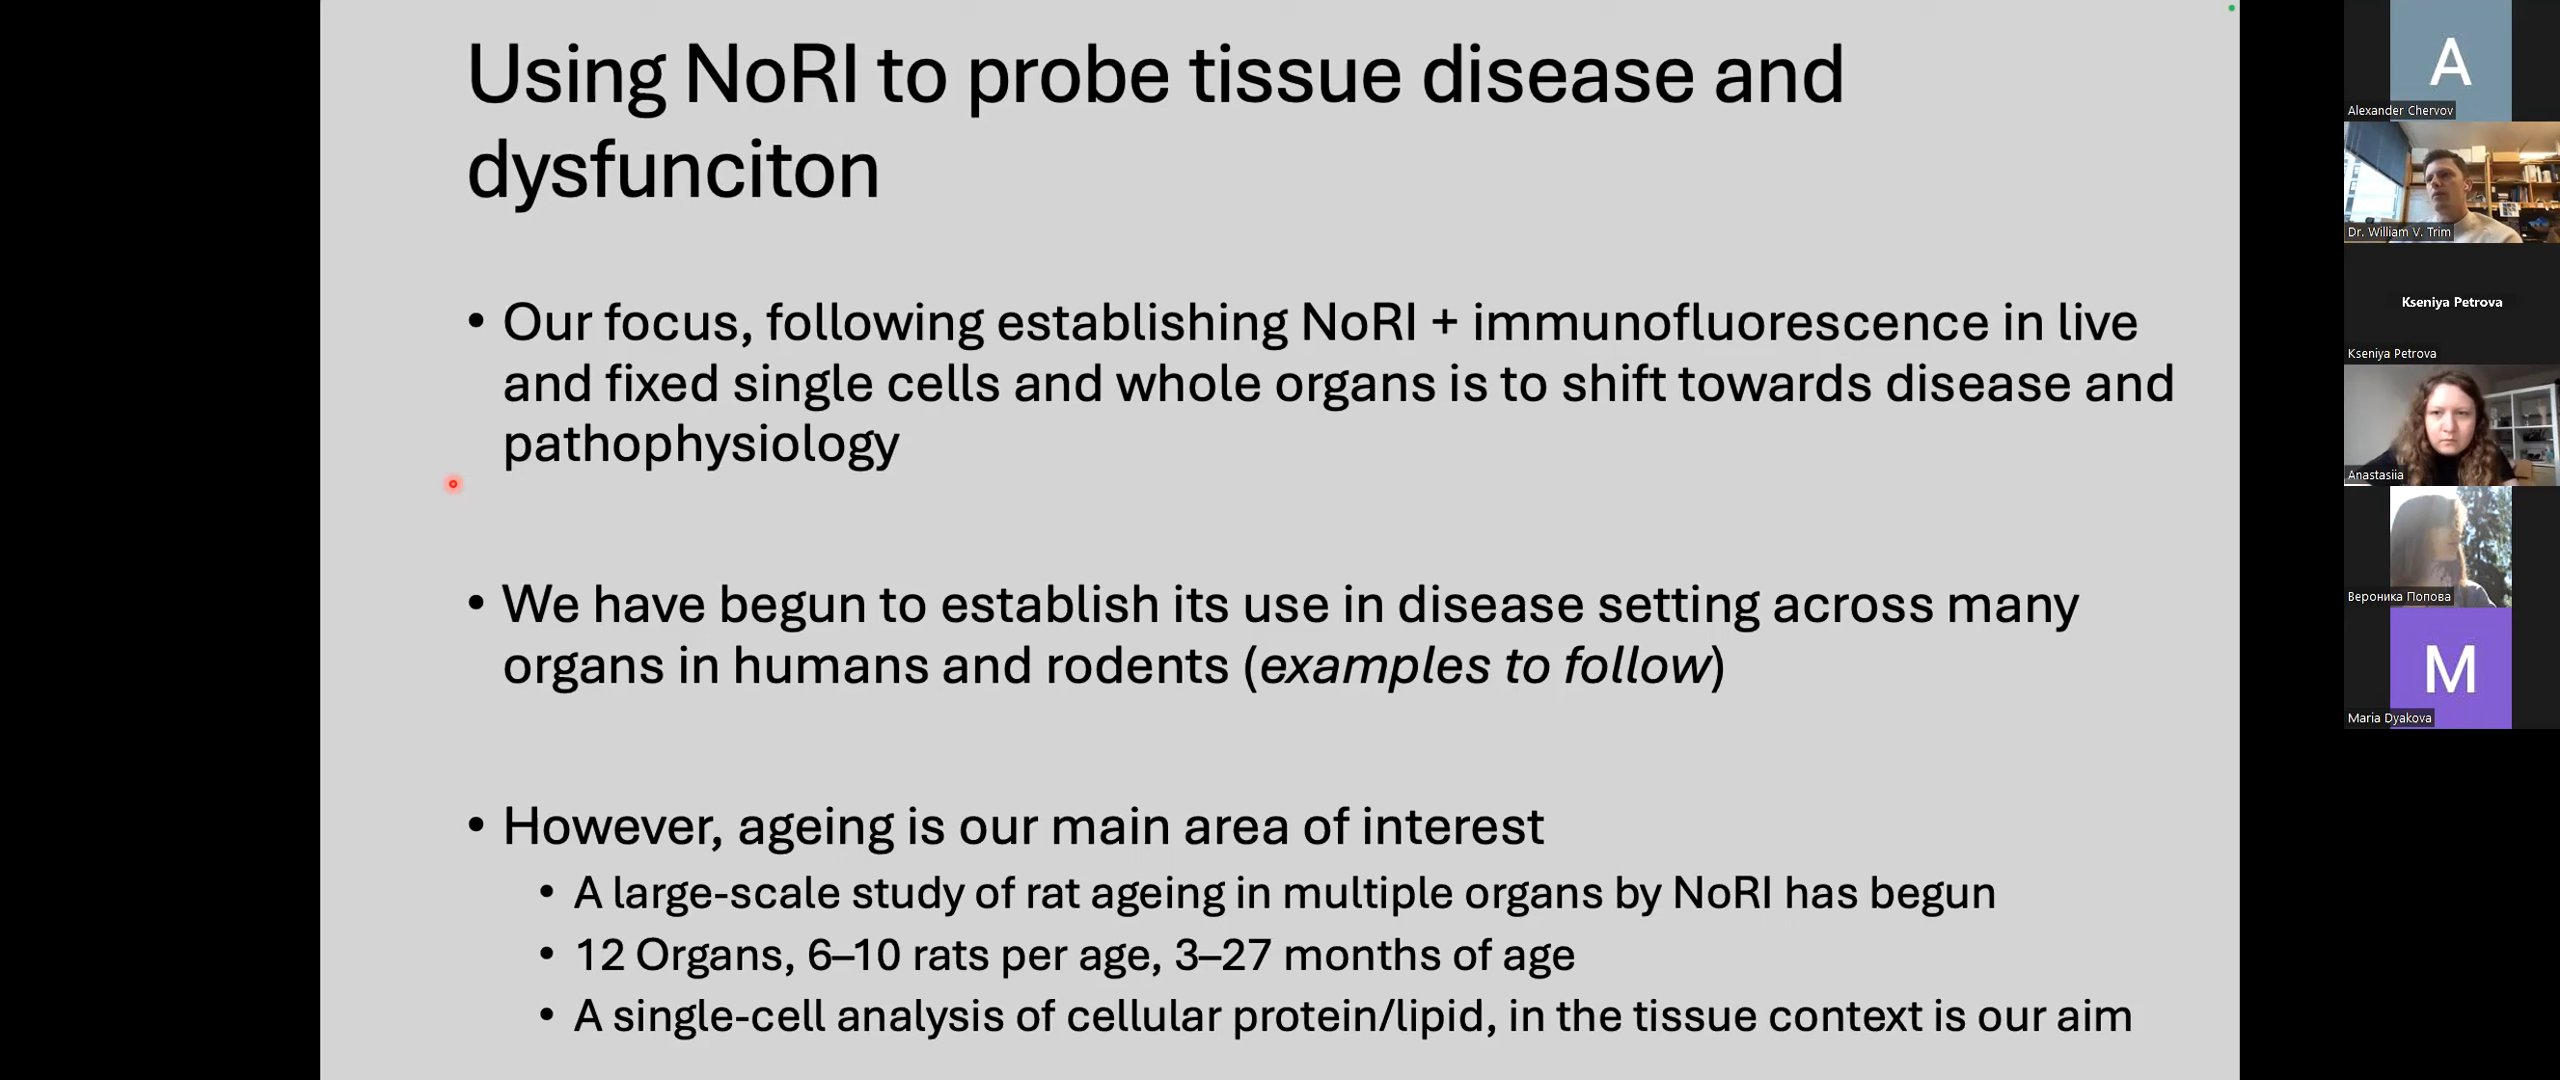 Using NoRI to probe tissue disease and
dysfunciton
• Our focus, following establishing NoRI + immunofluorescence in live
and fixed single cells and whole organs is to shift towards disease and
pathophysiology
• We have begun to establish its use in disease setting across many
organs in humans and rodents (examples to follow)
• However, ageing is our main area of interest
• A large-scale study of rat ageing in multiple organs by NoRI has begun
• 12 Organs, 6–10 rats per age, 3–27 months of age
• A single-cell analysis of cellular protein/lipid, in the tissue context is our aim
A
Alexander Chervov
Dr. William V. Trim
Kseniya Petrova
Kseniya Petrova
Anastasiia
Вероника Попова
M
Maria Dyakova